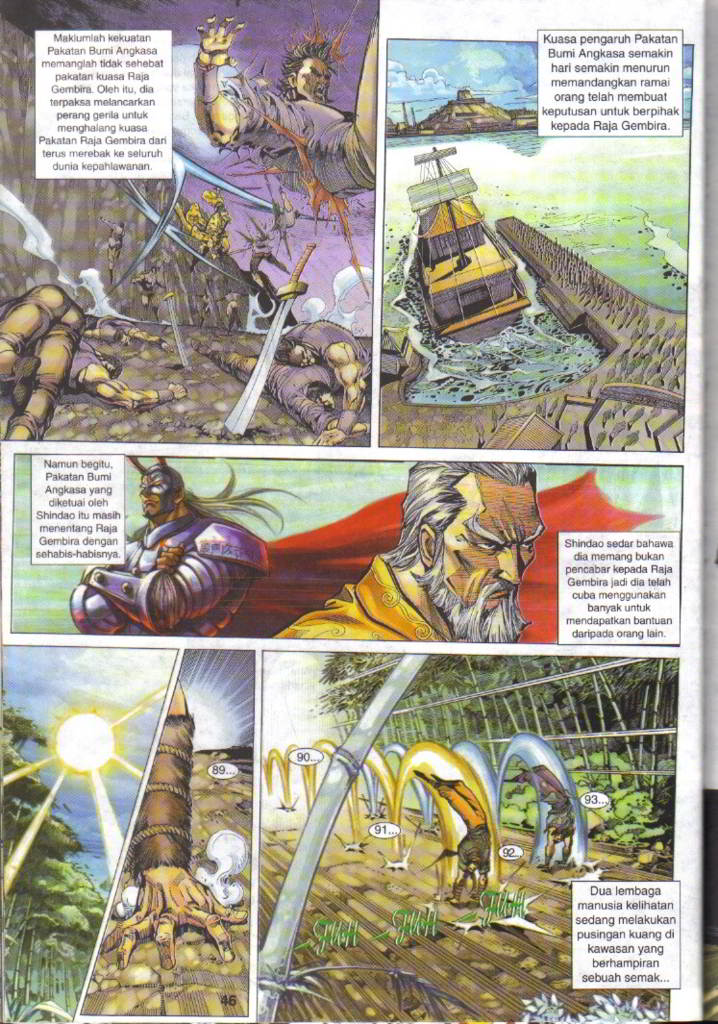 Maklumlah kekuatan
Pakatan Bumi Angkasa
memanglah tidak sehebat
pakatan kuasa Raja
Gembira. Oleh itu, dia
terpaksa melancarkan
perang gerila untuk
menghalang kuasa
Pakatan Raja Gembira dari
terus merebak ke seluruh
dunia kepahlawanan.
Kuasa pengaruh Pakatan
Bumi Angkasa semakin
hari semakin menurun
memandangkan ramai
orang telah membuat
keputusan untuk berpihak
kepada Raja Gembira.
Namun begitu,
Pakatan Bumi
Angkasa yang
diketuai oleh
Shindao itu masih
menentang Raja
Gembira dengan
sehabis-habisnya.
Shindao sedar bahawa
dia memang bukan
pencabar kepada Raja
Gembira jadi dia telah
cuba menggunakan
banyak untuk
mendapatkan bantuan
daripada orang lain.
89...
90...
91...
92...
93...
FUH
FUH
FUH
Dua lembaga
manusia kelihatan
sedang melakukan
pusingan kuang di
kawasan yang
berhampiran
sebuah semak...
46